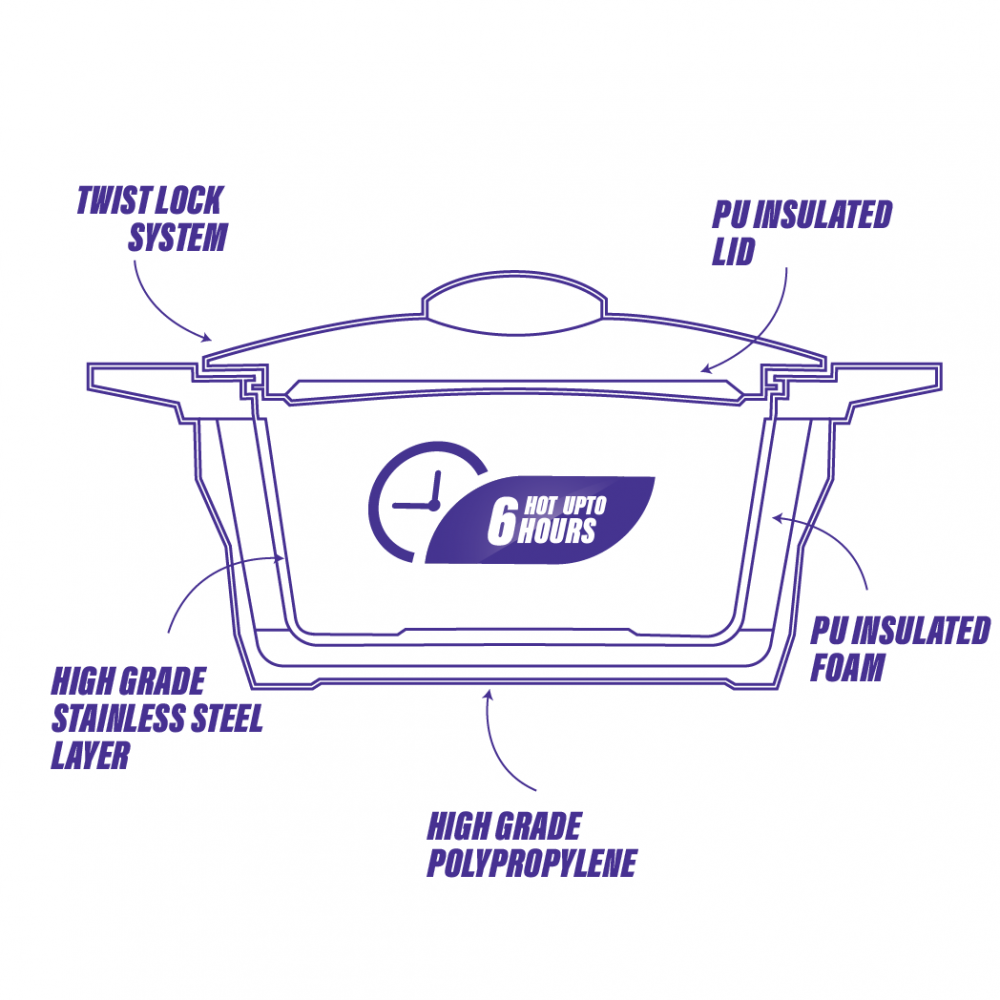 TWIST LOCK
SYSTEM
PU INSULATED
LID
6 HOT UPTO
HOURS
PU INSULATED
FOAM
HIGH GRADE
STAINLESS STEEL
LAYER
HIGH GRADE
POLYPROPYLENE